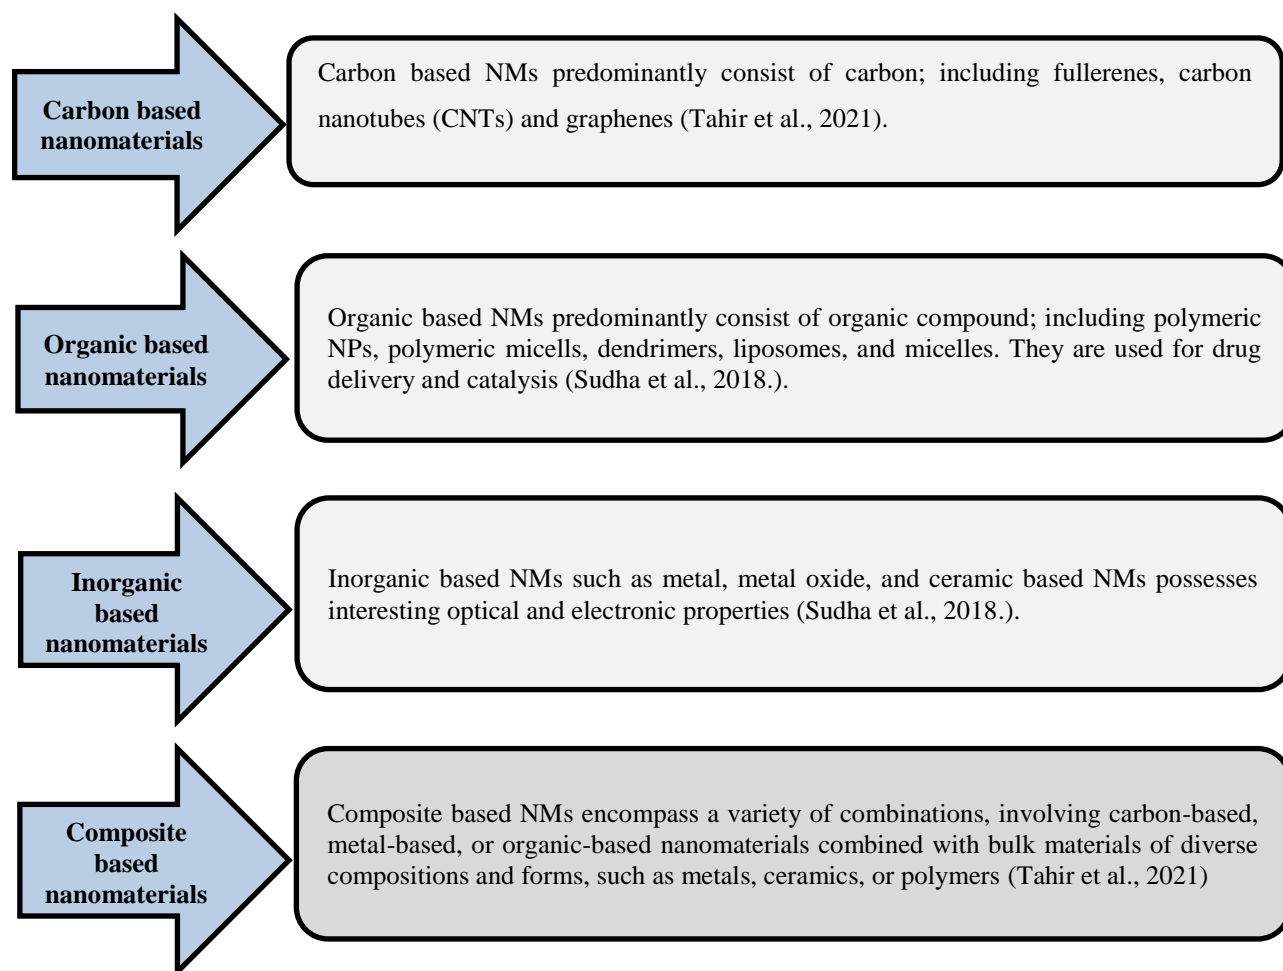 Carbon based
nanomaterials
Carbon based NMs predominantly consist of carbon; including fullerenes, carbon
nanotubes (CNTs) and graphenes (Tahir et al., 2021).
Organic based
nanomaterials
Organic based NMs predominantly consist of organic compound; including polymeric
NPs, polymeric micells, dendrimers, liposomes, and micelles. They are used for drug
delivery and catalysis (Sudha et al., 2018.).
Inorganic
based
nanomaterials
Inorganic based NMs such as metal, metal oxide, and ceramic based NMs possesses
interesting optical and electronic properties (Sudha et al., 2018.).
Composite
based
nanomaterials
Composite based NMs encompass a variety of combinations, involving carbon-based,
metal-based, or organic-based nanomaterials combined with bulk materials of diverse
compositions and forms, such as metals, ceramics, or polymers (Tahir et al., 2021)